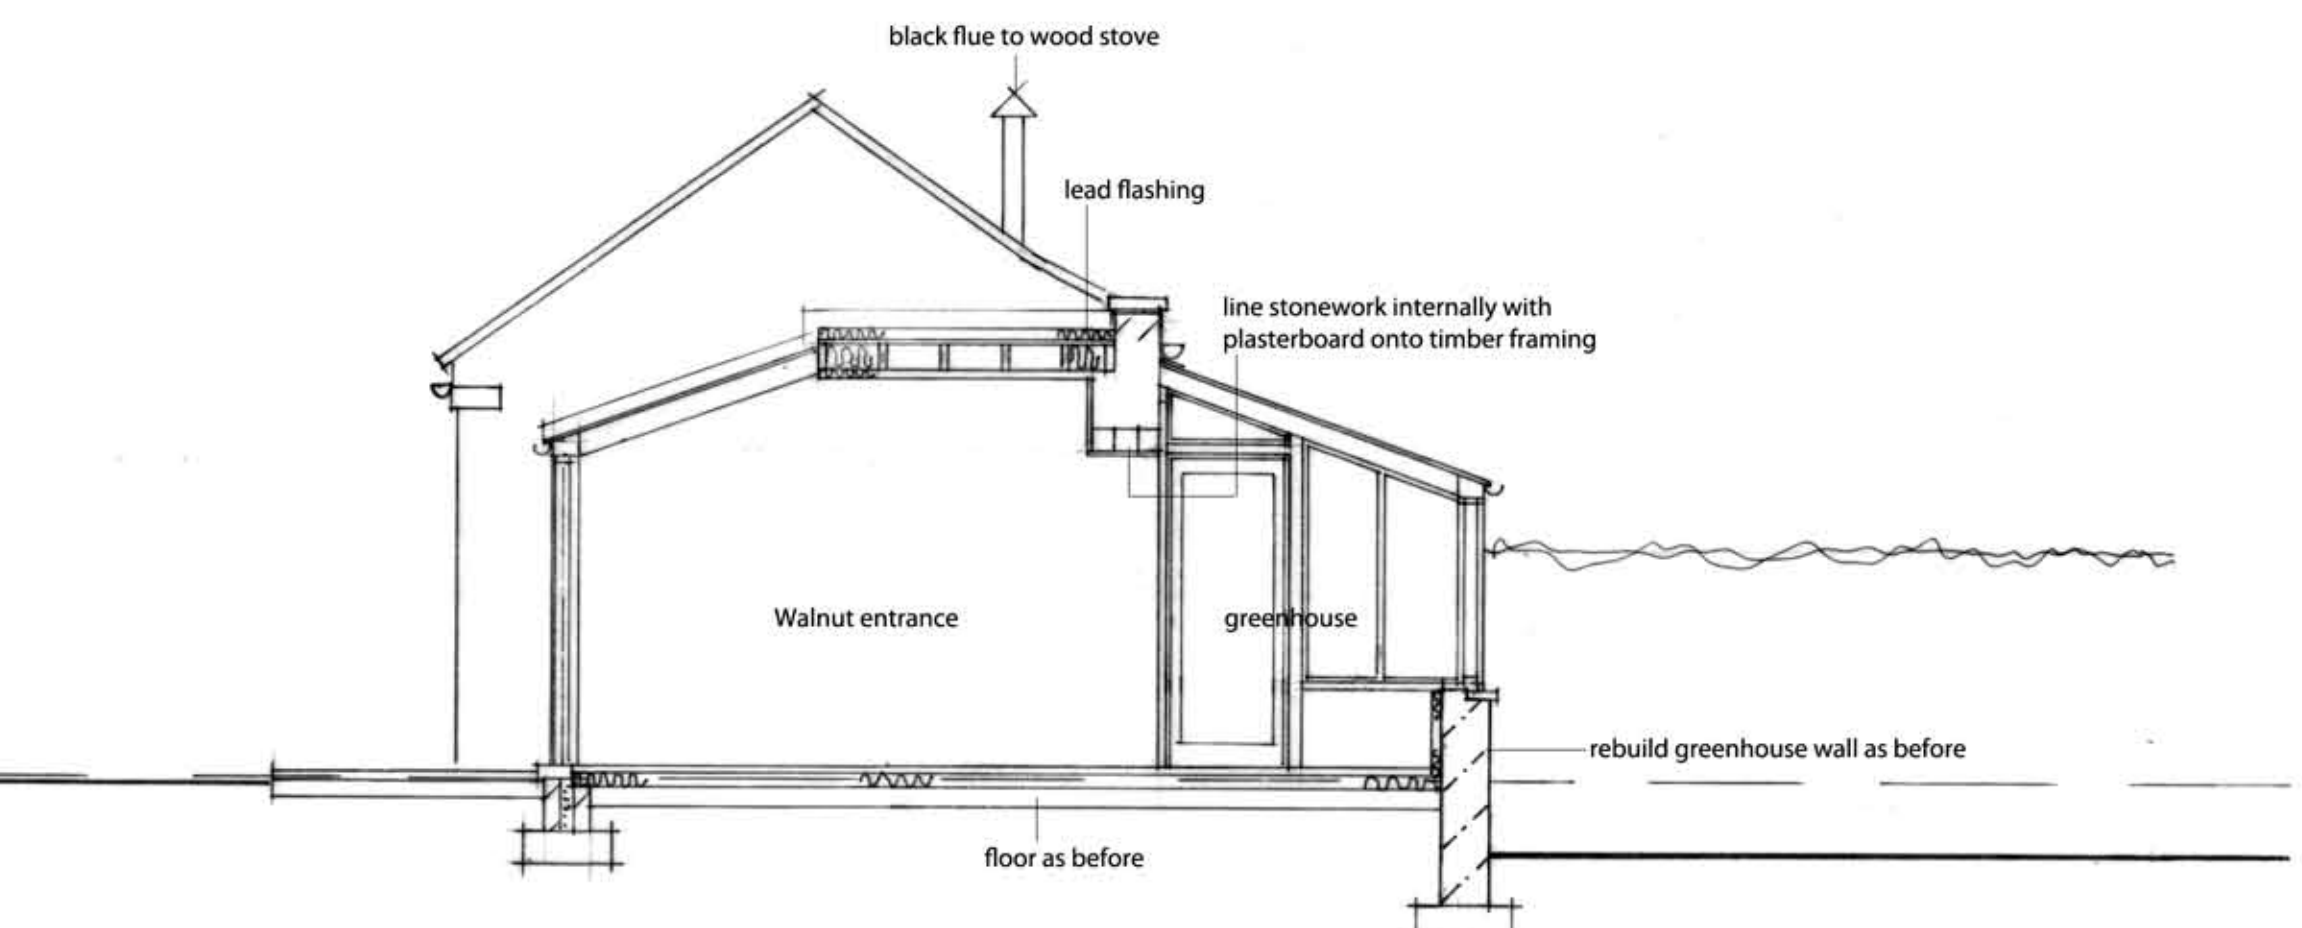 black flue to wood stove
lead flashing
line stonework internally with
plasterboard onto timber framing
Walnut entrance
greenhouse
rebuild greenhouse wall as before
floor as before